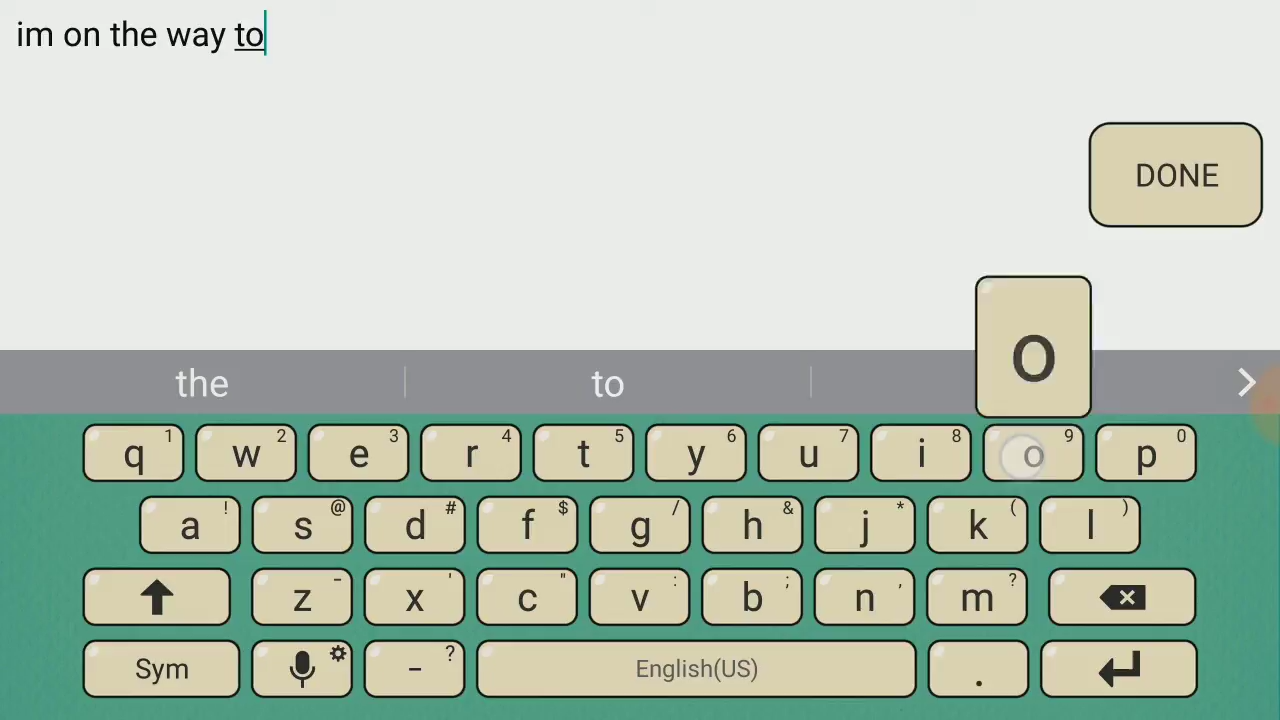 im on the way to
DONE
O
the to
q 1 w 2 e 3 r 4 t 5 y 6 u 7 i 8 o 9 p 0
a ! s @ d # f $ g / h & j * k ( l )
z - x ' c " v : b ; n , m ?
Sym - ? English(US) .